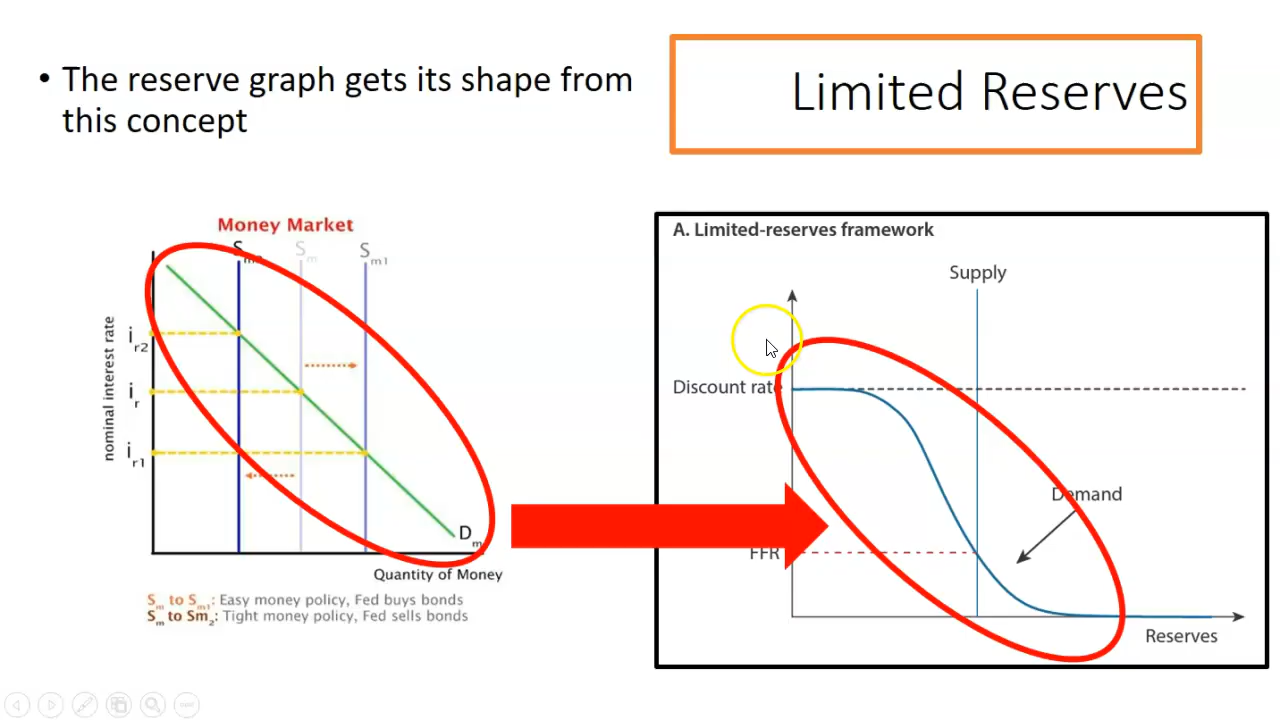 • The reserve graph gets its shape from
this concept
Limited Reserves
Money Market
S m
S m1
nominal interest rate
i r2
i r
i r1
D m
Quantity of Money
S m to S m1: Easy money policy, Fed buys bonds
S m to Sm 2: Tight money policy, Fed sells bonds
A. Limited-reserves framework
Supply
Discount rate
Demand
FFR
Reserves